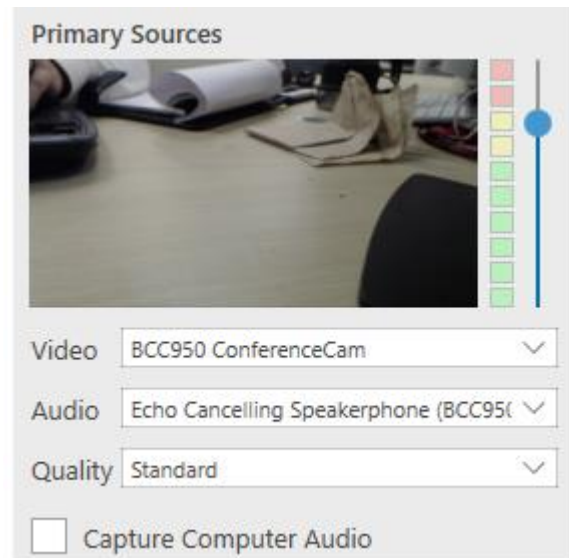 Primary Sources
Video BCC950 ConferenceCam
Audio Echo Cancelling Speakerphone (BCC95(
Quality Standard
Capture Computer Audio